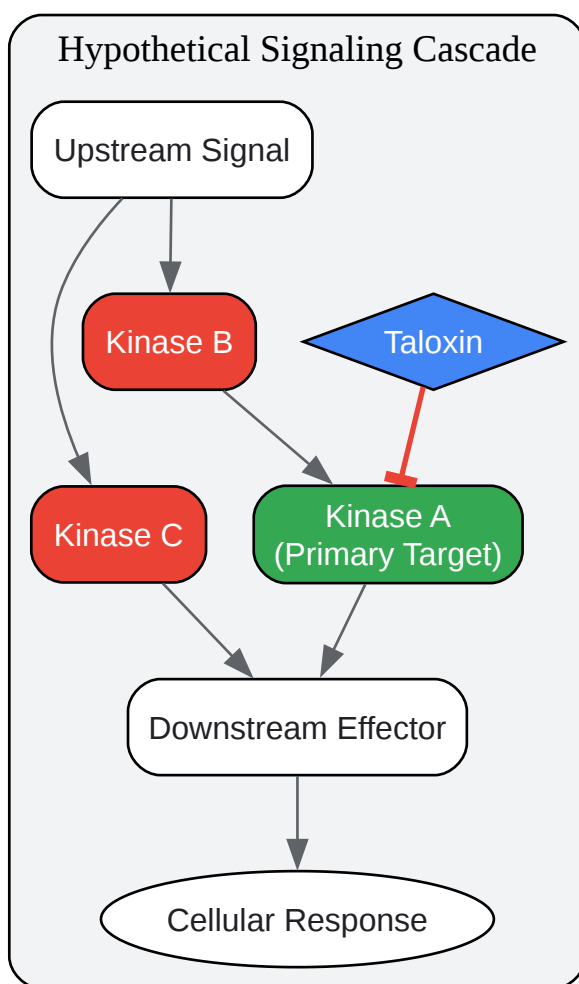 Hypothetical Signaling Cascade
Upstream Signal
Kinase B
Taloxin
Kinase C
Kinase A
(Primary Target)
Downstream Effector
Cellular Response